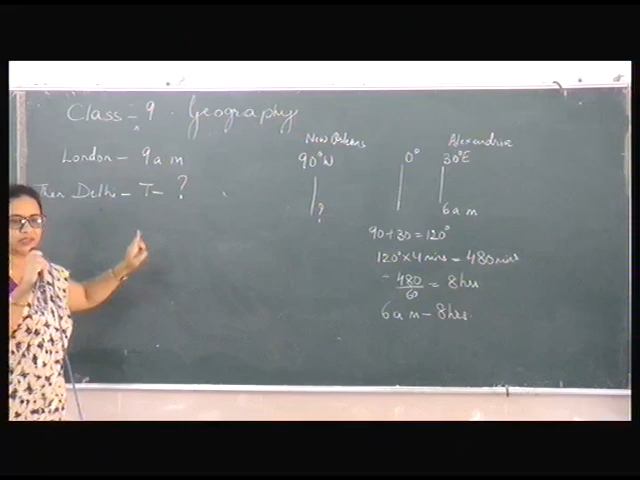 Class - 9 Geography
London - 9 a m
Then Delhi - T - ?
New Orleans Alexandria
90°W 0° 30°E
? 6 a m
90+30 = 120°
120° × 4 mins = 480 mins
480/60 = 8 hrs
6 a m - 8 hrs.